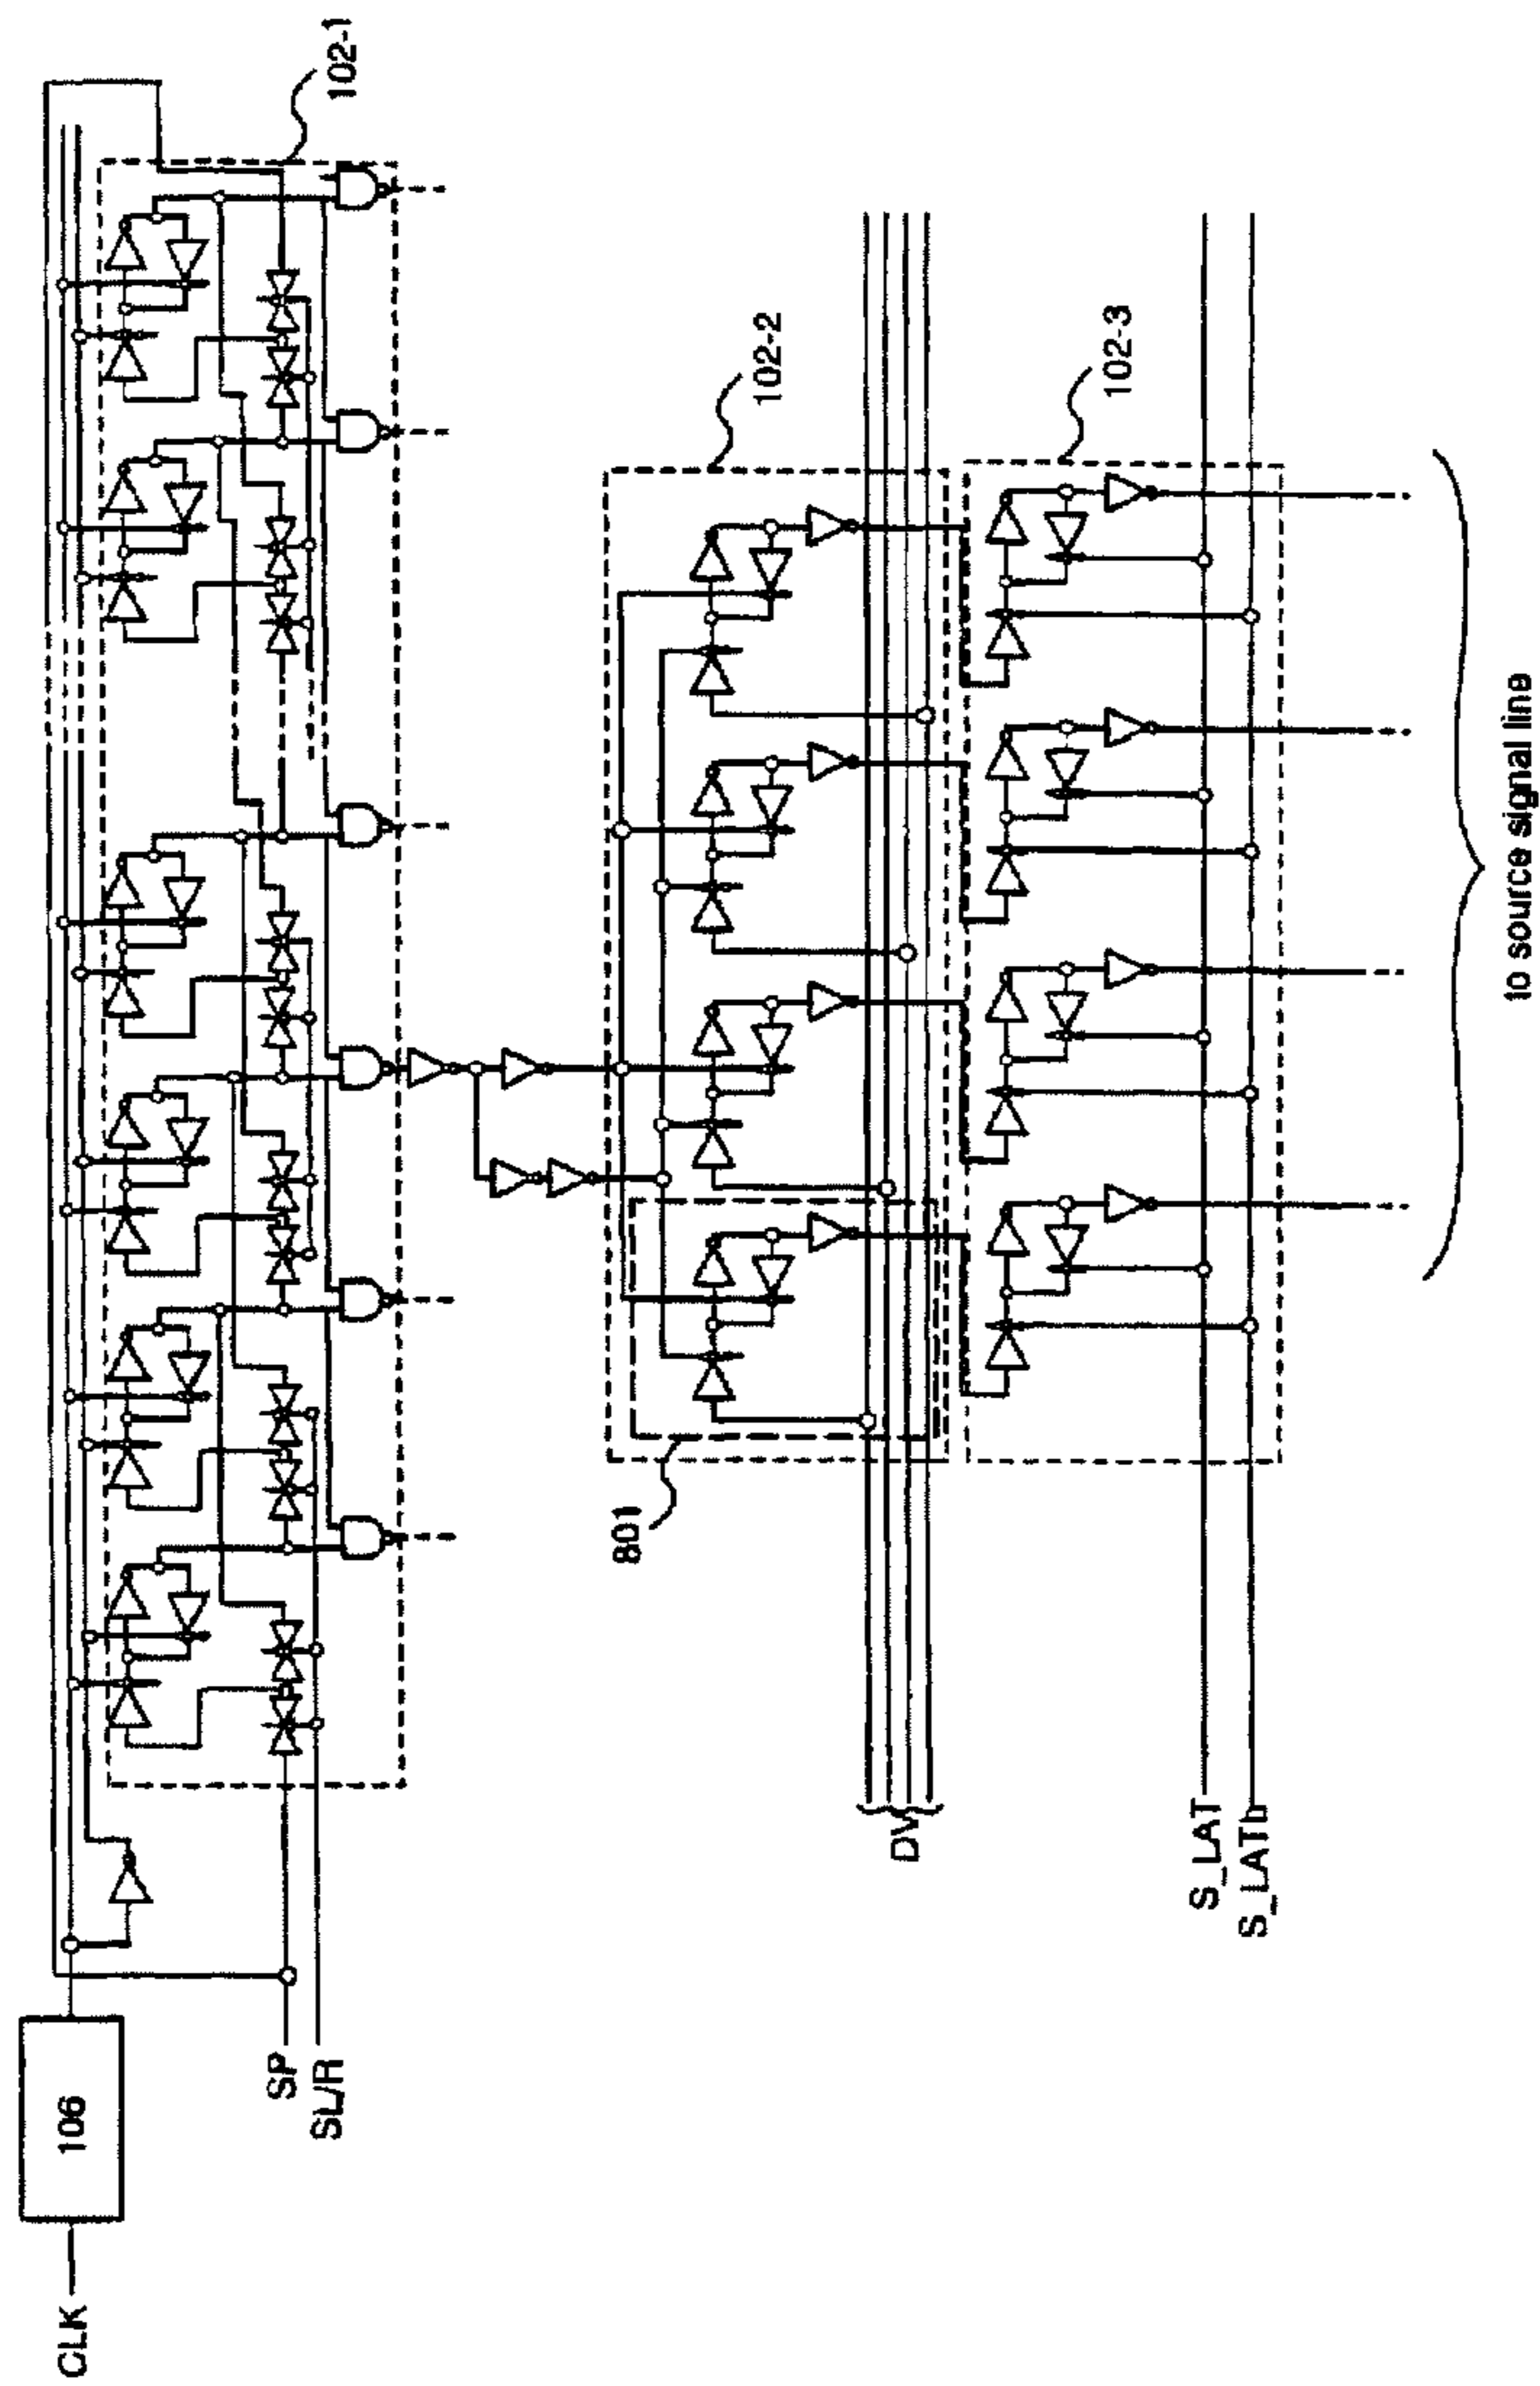 CLK
106
SP
SL/R
102-1
102-2
801
DV
102-3
S_LAT
S_LATb
to source signal line